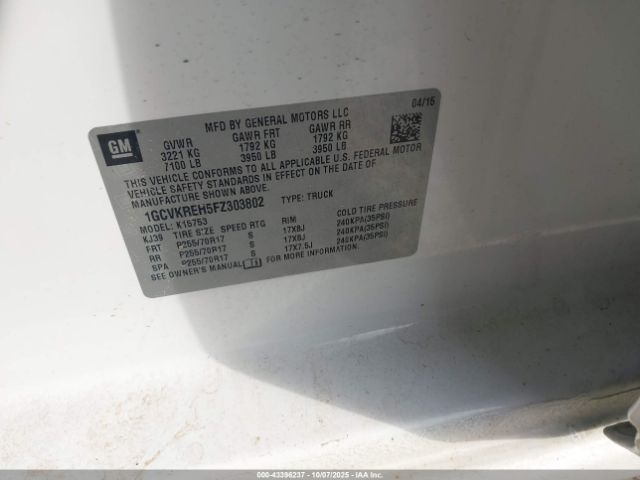 GM
MFD BY GENERAL MOTORS LLC
04/15
GVWR GAWR FRT GAWR RR
3221 KG 1792 KG 1792 KG
7100 LB 3950 LB 3950 LB
THIS VEHICLE CONFORMS TO ALL APPLICABLE U.S. FEDERAL MOTOR
VEHICLE SAFETY STANDARDS IN EFFECT ON THE DATE OF
MANUFACTURE SHOWN ABOVE.
1GCVKREH5FZ303802 TYPE: TRUCK
KJ39 K15753
TIRE SIZE SPEED RTG RIM COLD TIRE PRESSURE
FRT P255/70R17 S 17X8J 240KPA(35PSI)
RR P255/70R17 S 17X8J 240KPA(35PSI)
SPA P255/70R17 S 17X7.5J 240KPA(35PSI)
SEE OWNER'S MANUAL FOR MORE INFORMATION.
000-43396237 - 10/07/2025 - COPART.CA